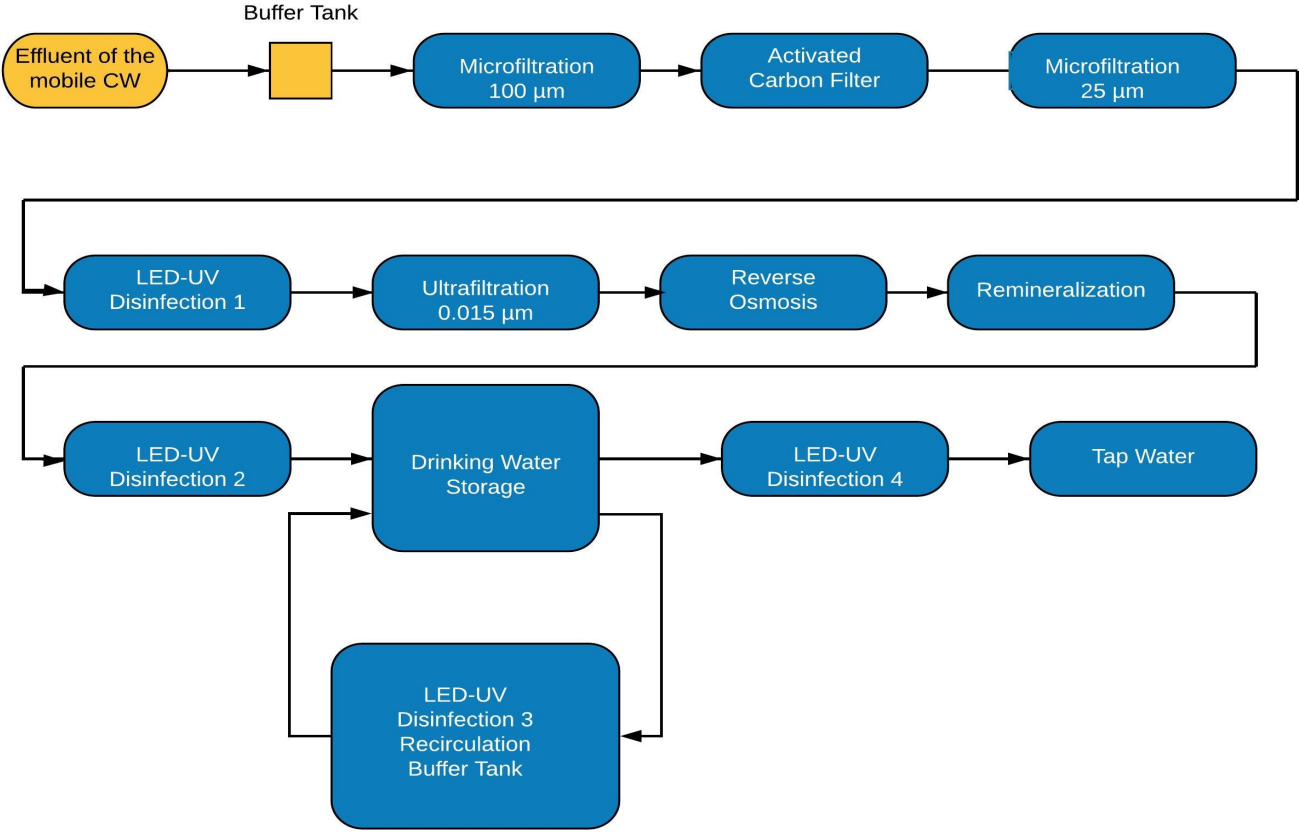 Buffer Tank
Effluent of the
mobile CW
Microfiltration
100 µm
Activated
Carbon Filter
Microfiltration
25 µm
LED-UV
Disinfection 1
Ultrafiltration
0.015 µm
Reverse
Osmosis
Remineralization
LED-UV
Disinfection 2
Drinking Water
Storage
LED-UV
Disinfection 4
Tap Water
LED-UV
Disinfection 3
Recirculation
Buffer Tank